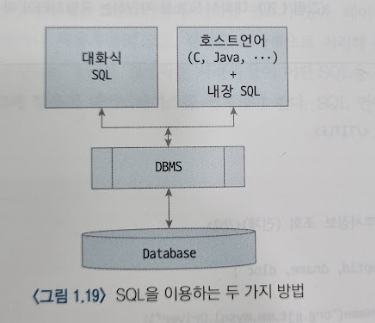 대화식
SQL
호스트언어
(C, Java, ···)
+
내장 SQL
DBMS
Database
〈그림 1.19〉 SQL을 이용하는 두 가지 방법